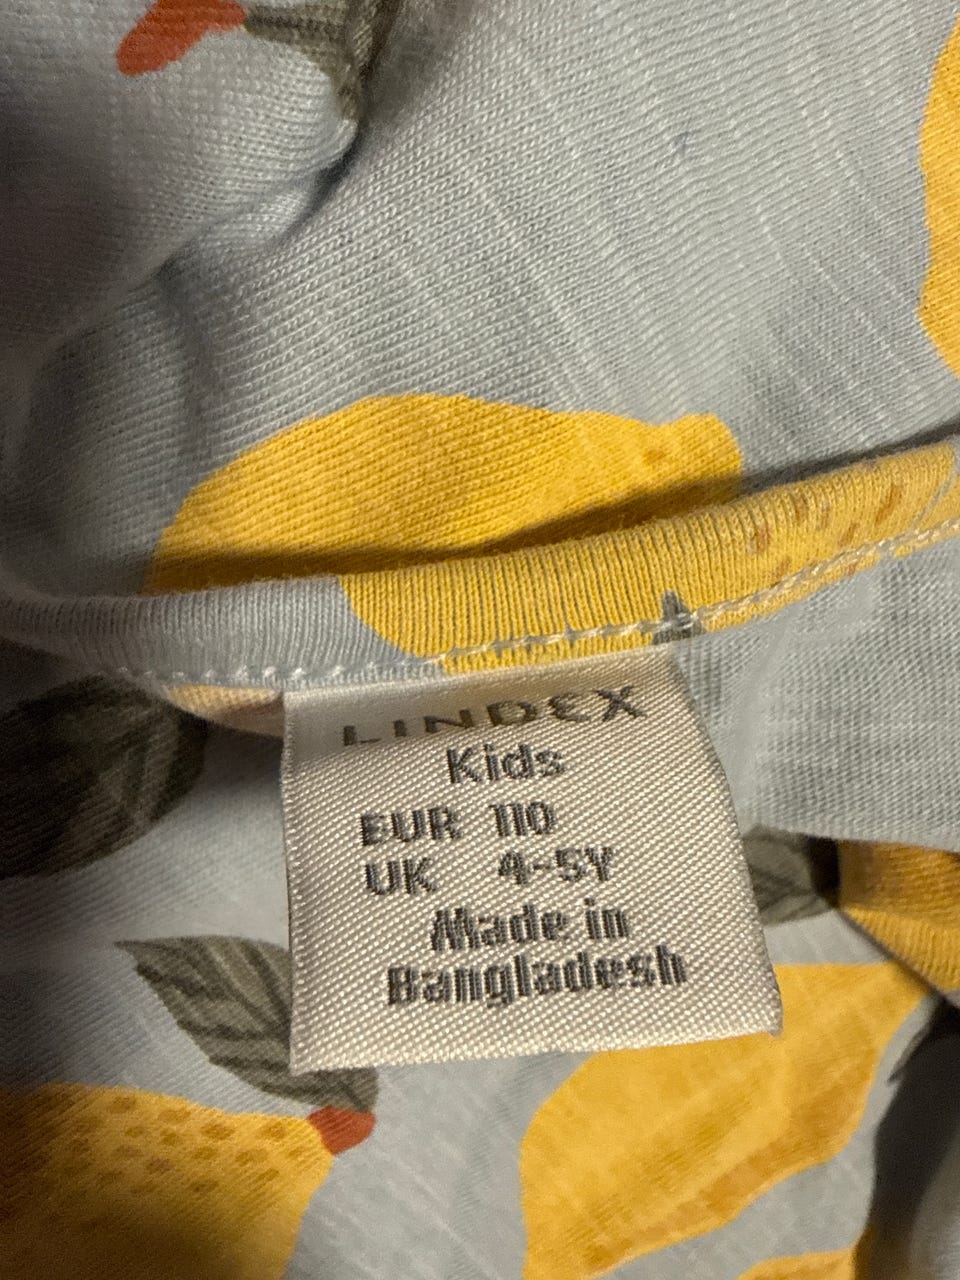 LINDEX
Kids
EUR 110
UK 4-5Y
Made in
Bangladesh